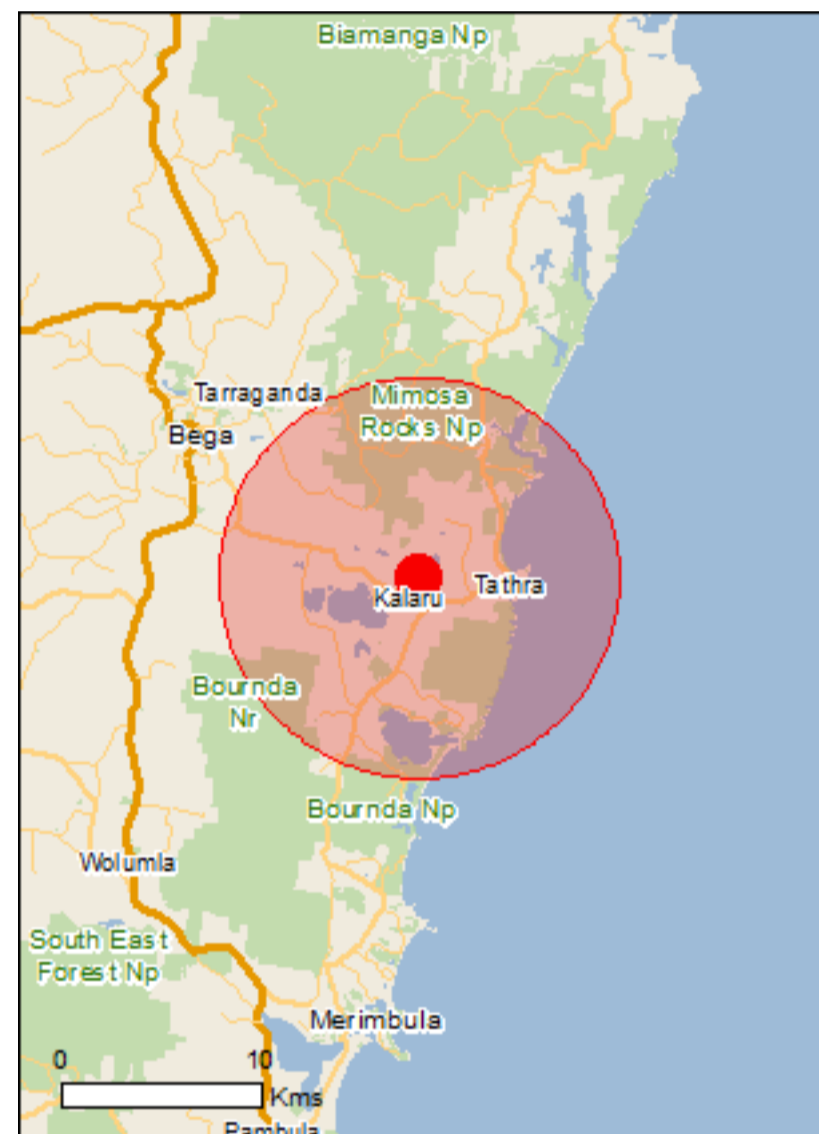 Biamanga Np
Tarraganda
Mimosa
Rocks Np
Bega
Tathra
Kalaru
Bournda
Nr
Bournda Np
Wolumla
South East
Forest Np
Merimbula
0 10
Kms
Pambula